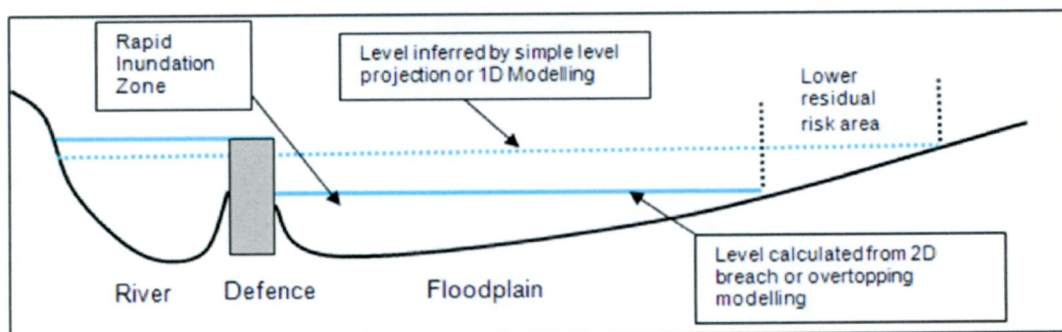 Rapid
Inundation
Zone
Level inferred by simple level
projection or 1D Modelling
Lower
residual
risk area
Level calculated from 2D
breach or overtopping
modelling
River
Defence
Floodplain